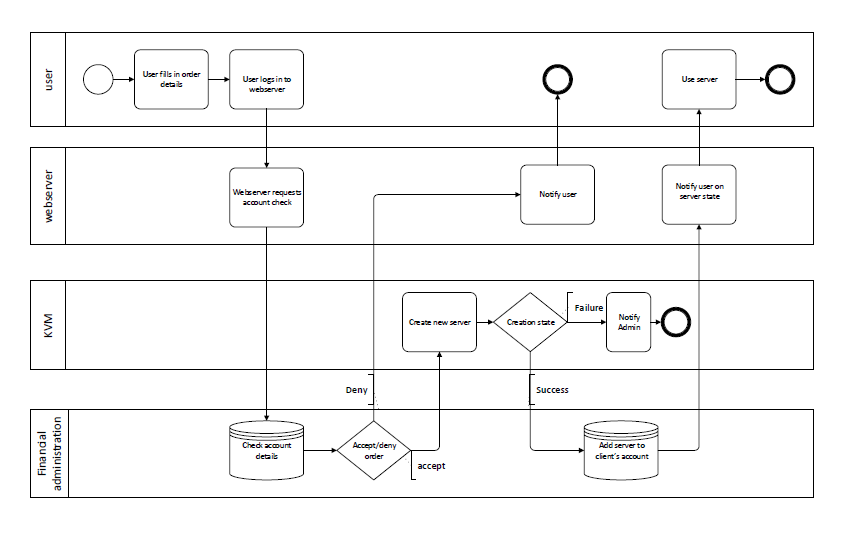 user
User fills in order
details
User logs in to
webserver
Use server
webserver
Webserver requests
account check
Notify user
Notify user on
server state
KVM
Create new server
Creation state
Failure
Notify
Admin
Deny
Success
Financial
administration
Check account
details
Accept/deny
order
accept
Add server to
client's account